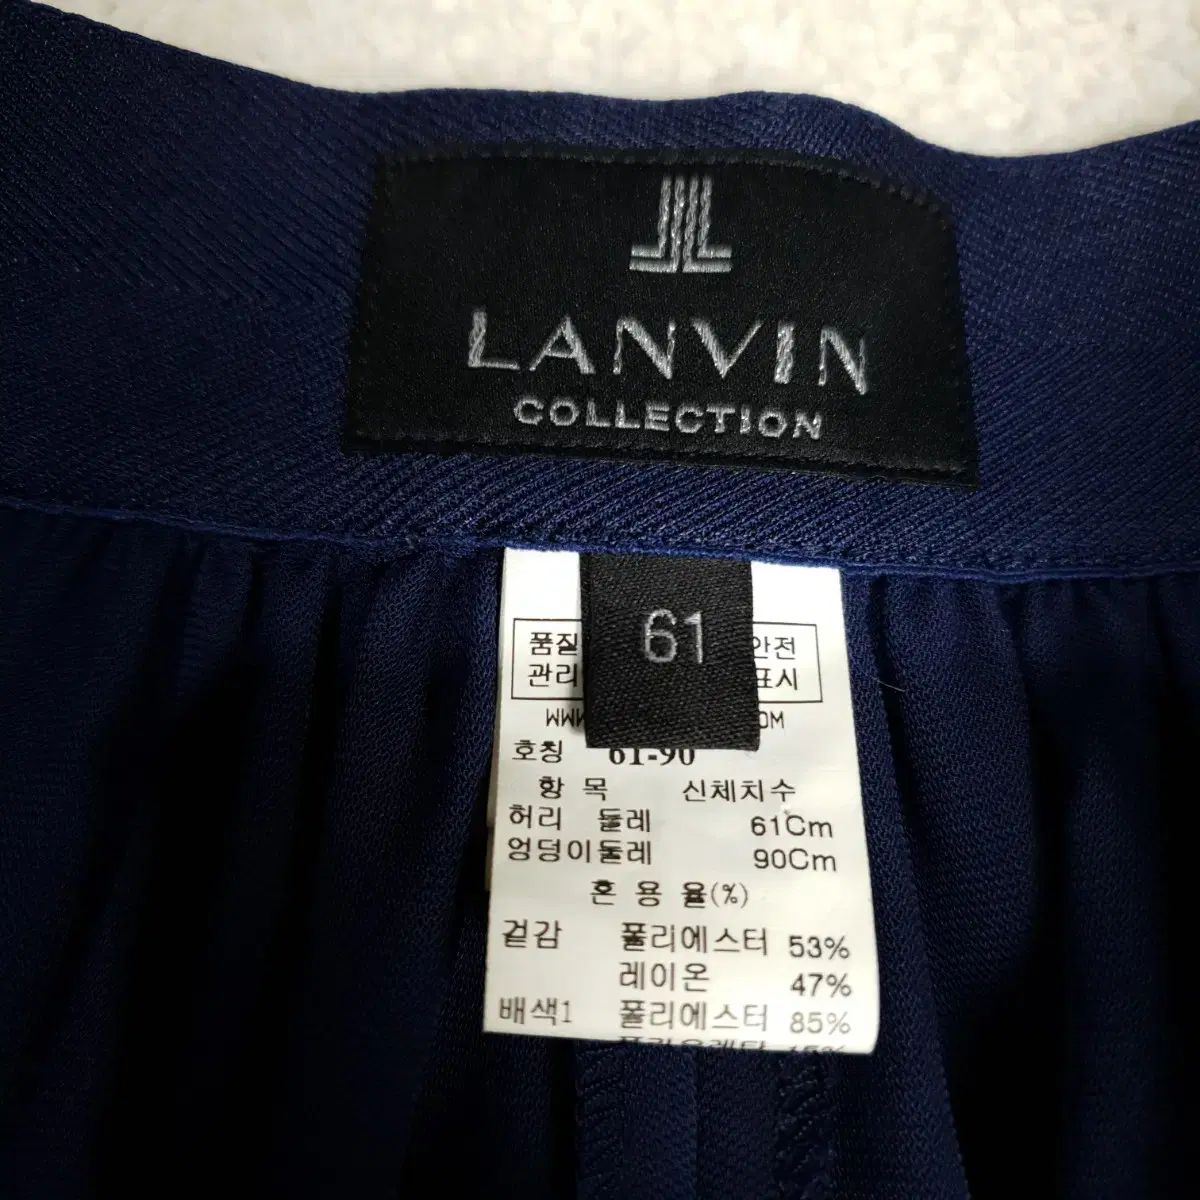 LANVIN
COLLECTION
61
품질 안전
관리 표시
WWW OM
호칭 61-90
항 목 신체치수
허리 둘레 61Cm
엉덩이둘레 90Cm
혼 용 율(%)
겉감 폴리에스터 53%
레이온 47%
배색1 폴리에스터 85%